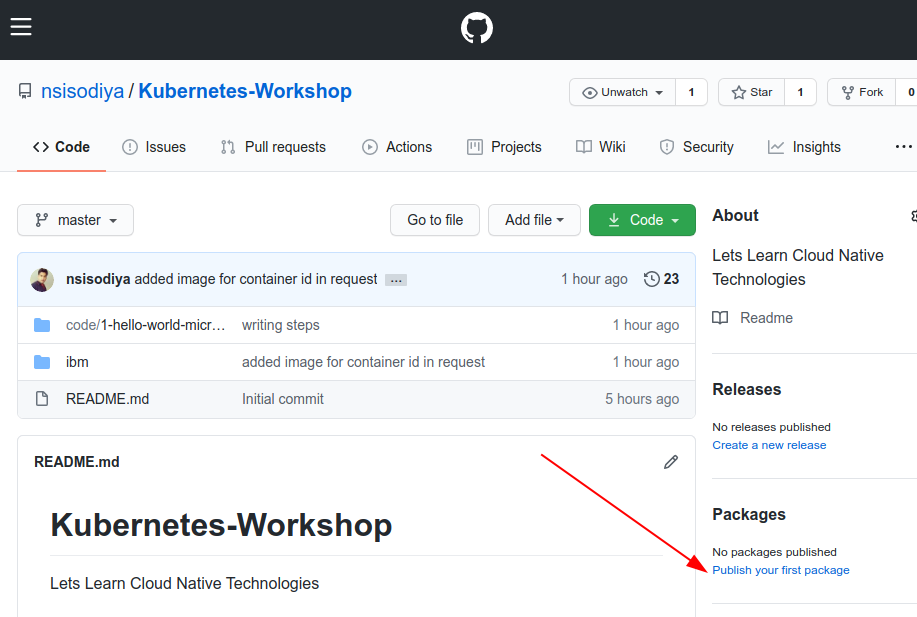 nsisodiya / Kubernetes-Workshop
Unwatch 1 Star 1 Fork 0
Code Issues Pull requests Actions Projects Wiki Security Insights ...
master Go to file Add file Code
nsisodiya added image for container id in request ... 1 hour ago 23
code/1-hello-world-micr... writing steps 1 hour ago
ibm added image for container id in request 1 hour ago
README.md Initial commit 5 hours ago
README.md
Kubernetes-Workshop
Lets Learn Cloud Native Technologies
About
Lets Learn Cloud Native
Technologies
Readme
Releases
No releases published
Create a new release
Packages
No packages published
Publish your first package